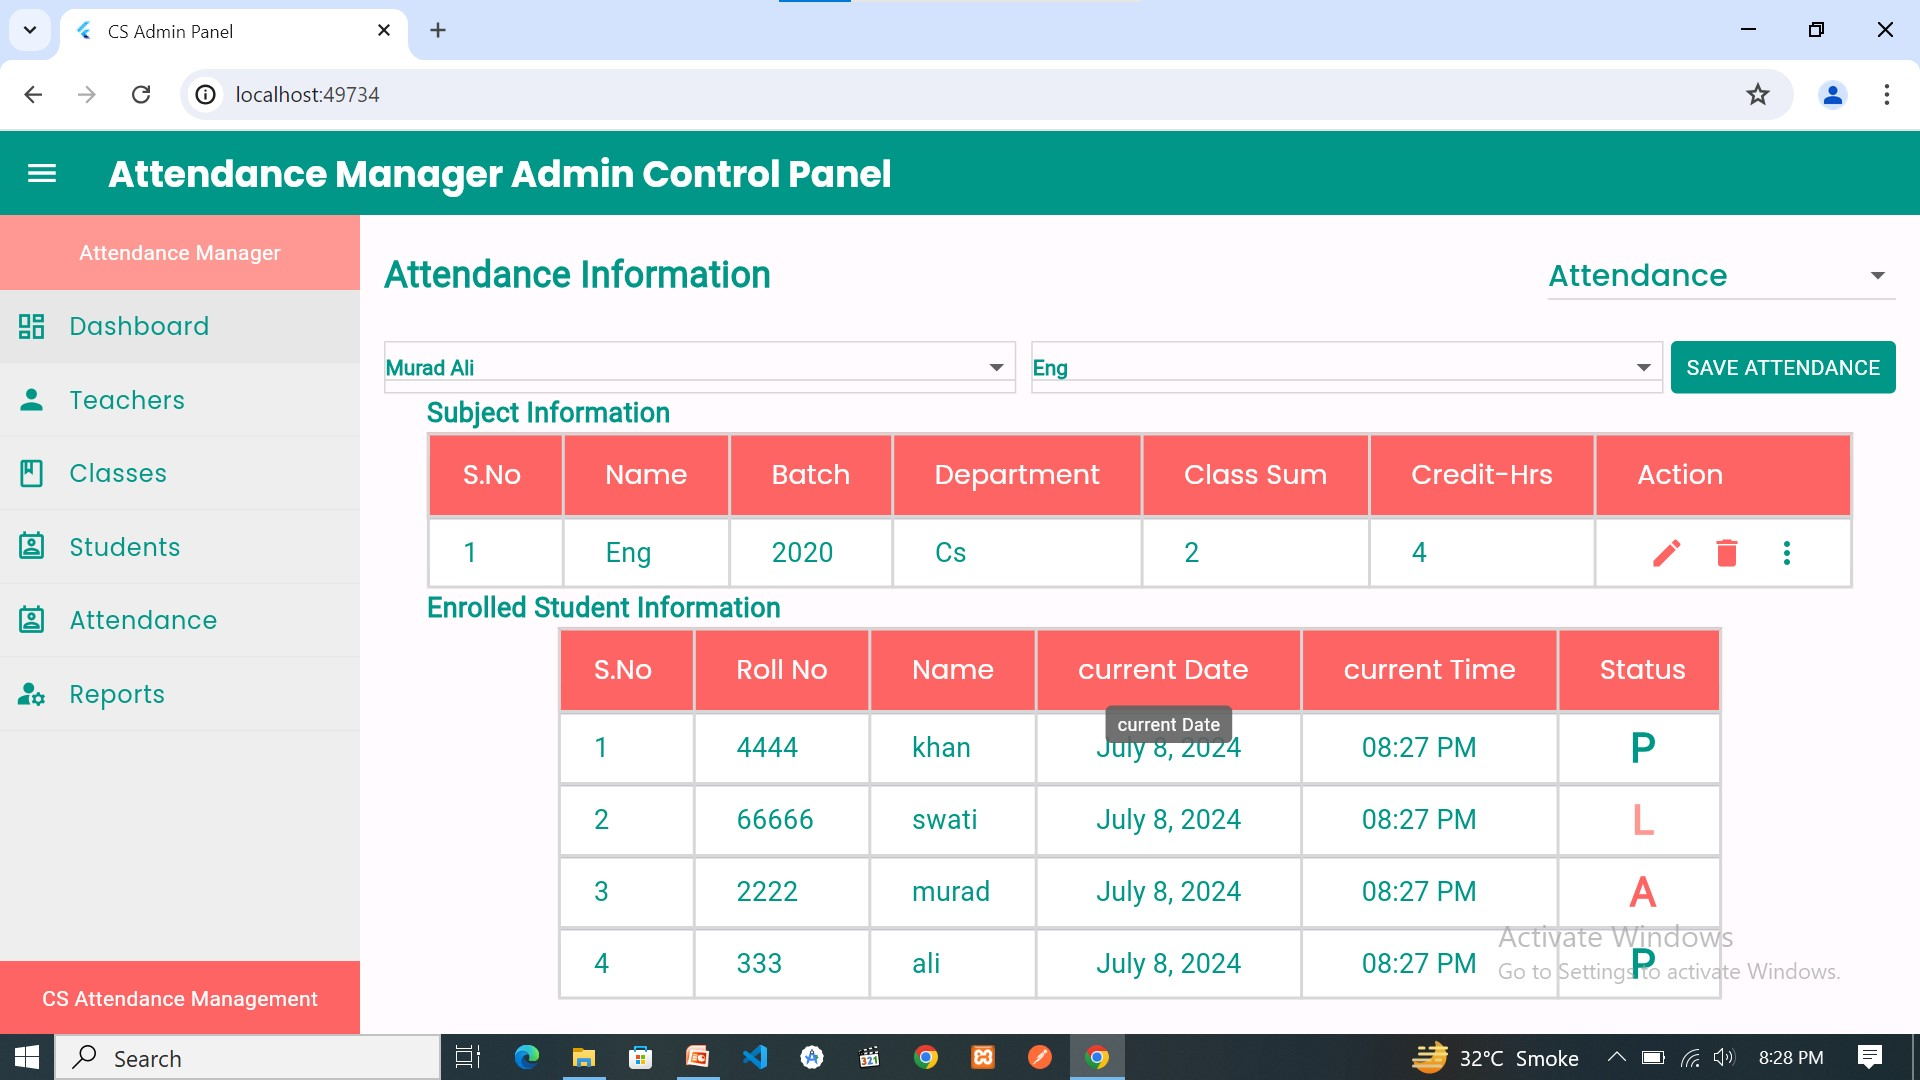 CS Admin Panel
localhost:49734
Attendance Manager Admin Control Panel
Attendance Manager
Dashboard
Teachers
Classes
Students
Attendance
Reports
CS Attendance Management
Attendance Information
Attendance
Murad Ali
Eng
SAVE ATTENDANCE
Subject Information
S.No Name Batch Department Class Sum Credit-Hrs Action
1 Eng 2020 Cs 2 4
Enrolled Student Information
S.No Roll No Name current Date current Time Status
current Date
1 4444 khan July 8, 2024 08:27 PM P
2 66666 swati July 8, 2024 08:27 PM L
3 2222 murad July 8, 2024 08:27 PM A
4 333 ali July 8, 2024 08:27 PM P
Activate Windows
Go to Settings to activate Windows.
Search
321
32°C Smoke
8:28 PM